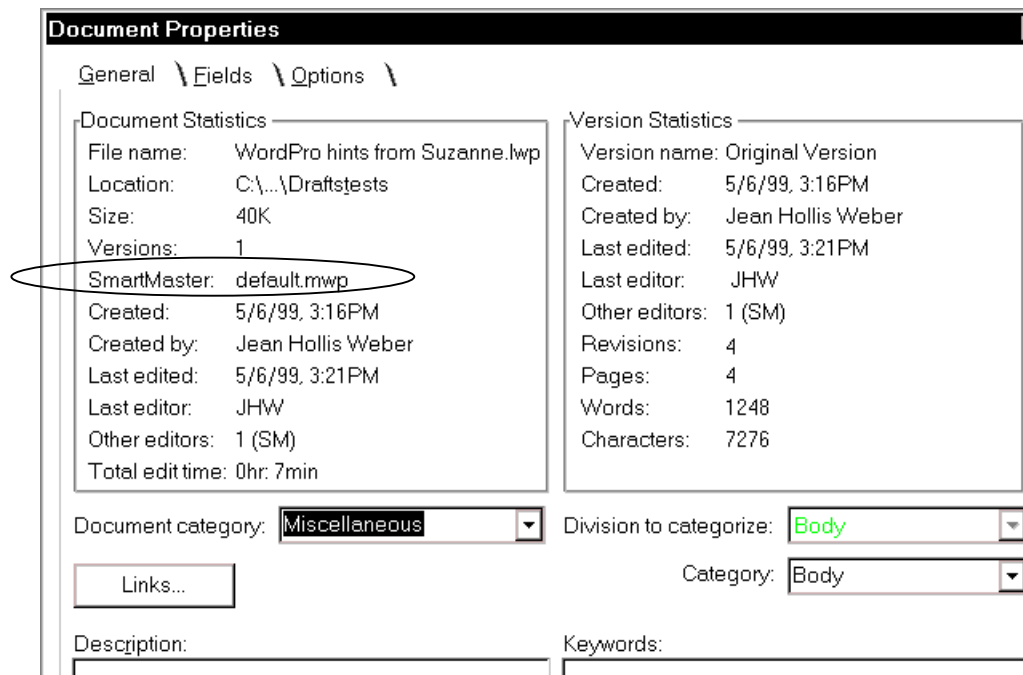 Document Properties
General Fields Options
Document Statistics
File name: WordPro hints from Suzanne.lwp
Location: C:\...\Draftstests
Size: 40K
Versions: 1
SmartMaster: default.mwp
Created: 5/6/99, 3:16PM
Created by: Jean Hollis Weber
Last edited: 5/6/99, 3:21PM
Last editor: JHW
Other editors: 1 (SM)
Total edit time: 0hr: 7min
Version Statistics
Version name: Original Version
Created: 5/6/99, 3:16PM
Created by: Jean Hollis Weber
Last edited: 5/6/99, 3:21PM
Last editor: JHW
Other editors: 1 (SM)
Revisions: 4
Pages: 4
Words: 1248
Characters: 7276
Document category: Miscellaneous
Division to categorize: Body
Links...
Category: Body
Description:
Keywords: